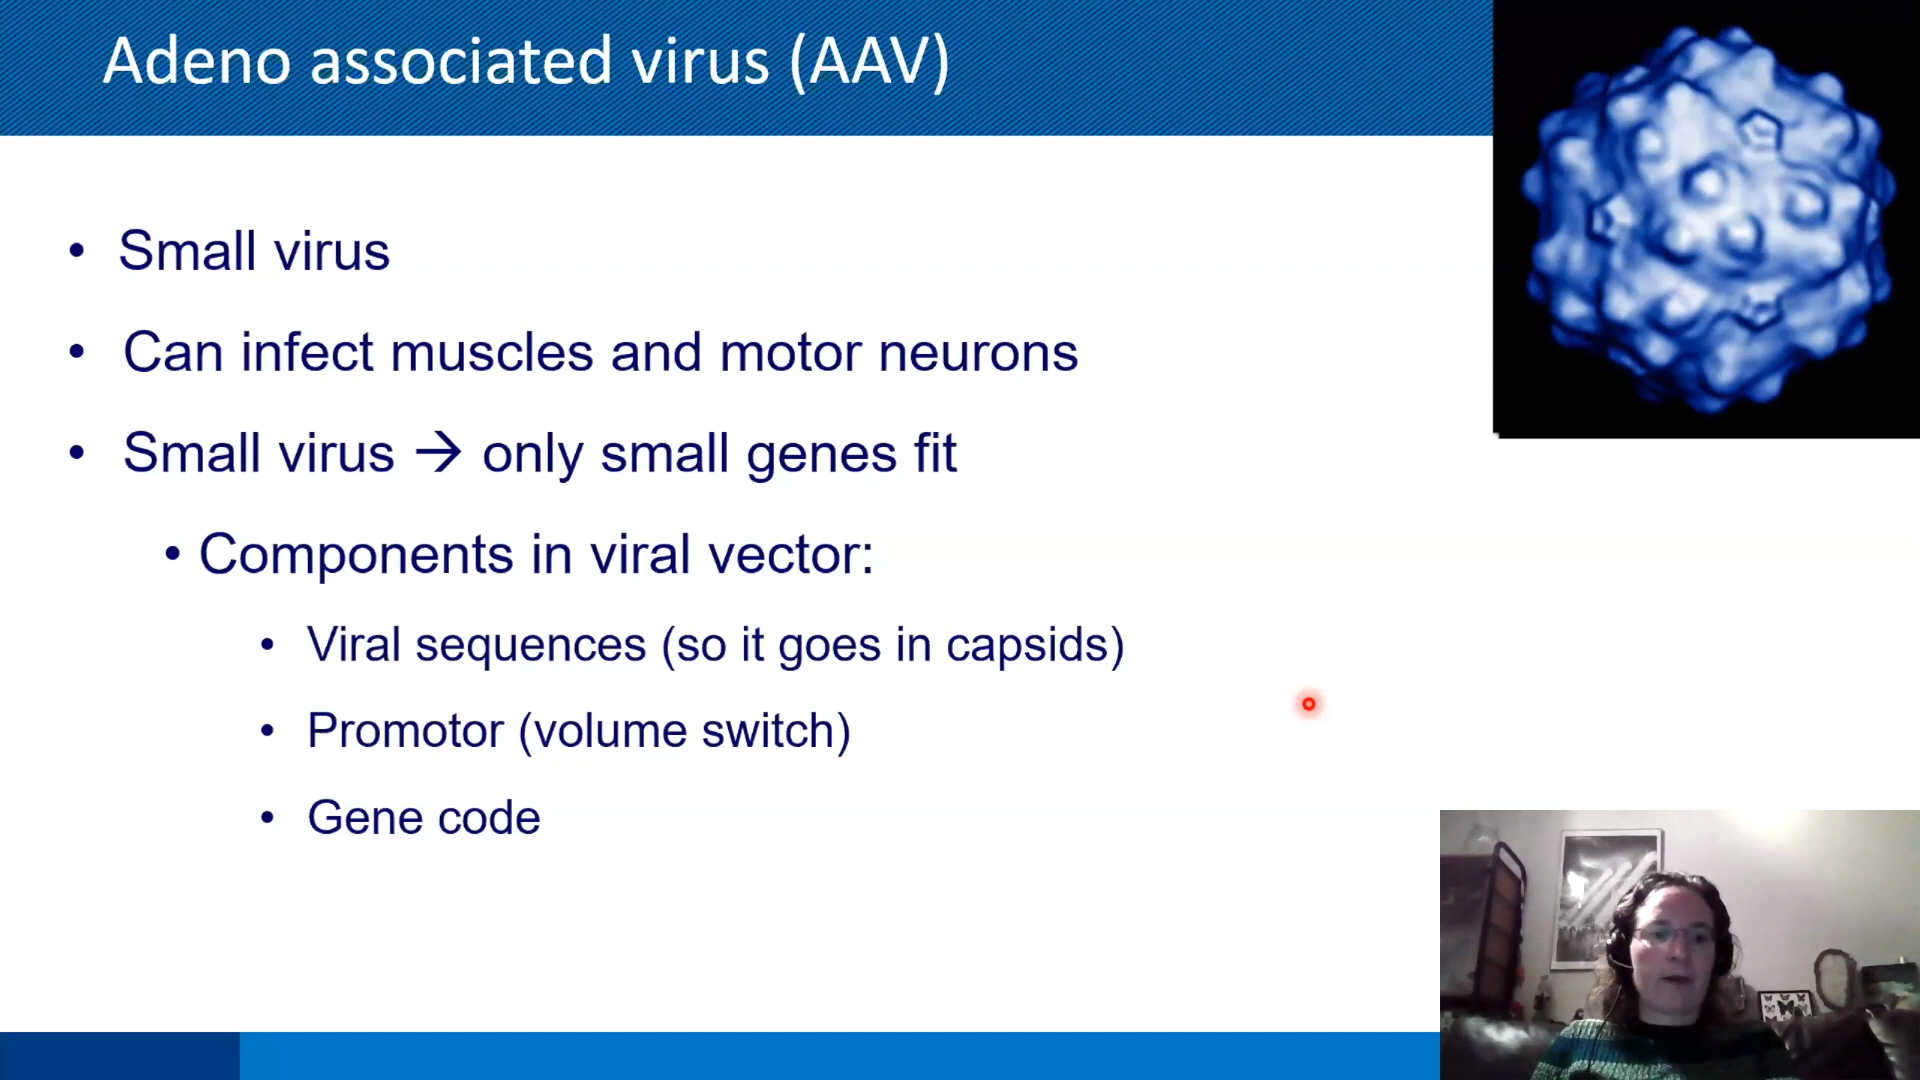 Adeno associated virus (AAV)
• Small virus
• Can infect muscles and motor neurons
• Small virus → only small genes fit
• Components in viral vector:
• Viral sequences (so it goes in capsids)
• Promotor (volume switch)
• Gene code